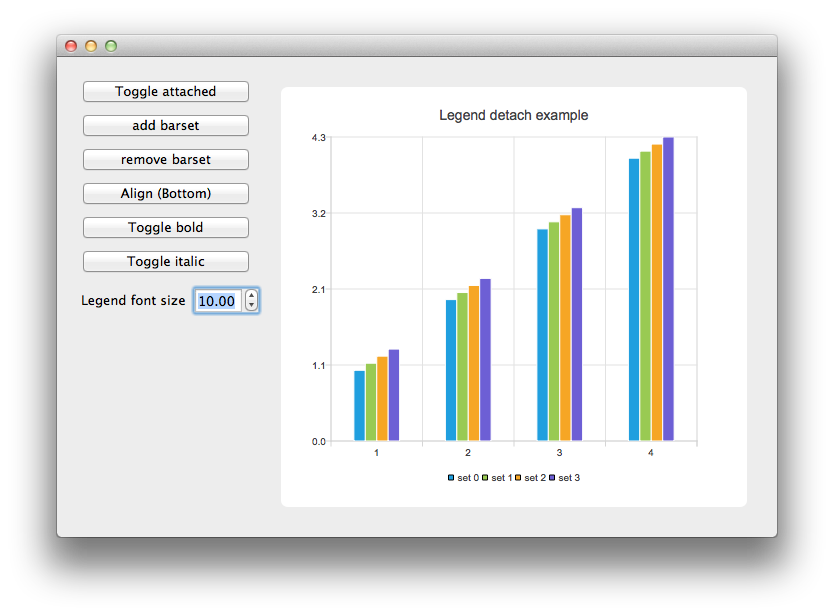 Toggle attached
add barset
remove barset
Align (Bottom)
Toggle bold
Toggle italic
Legend font size 10.00
Legend detach example
4.3
3.2
2.1
1.1
0.0
1 2 3 4
set 0 set 1 set 2 set 3